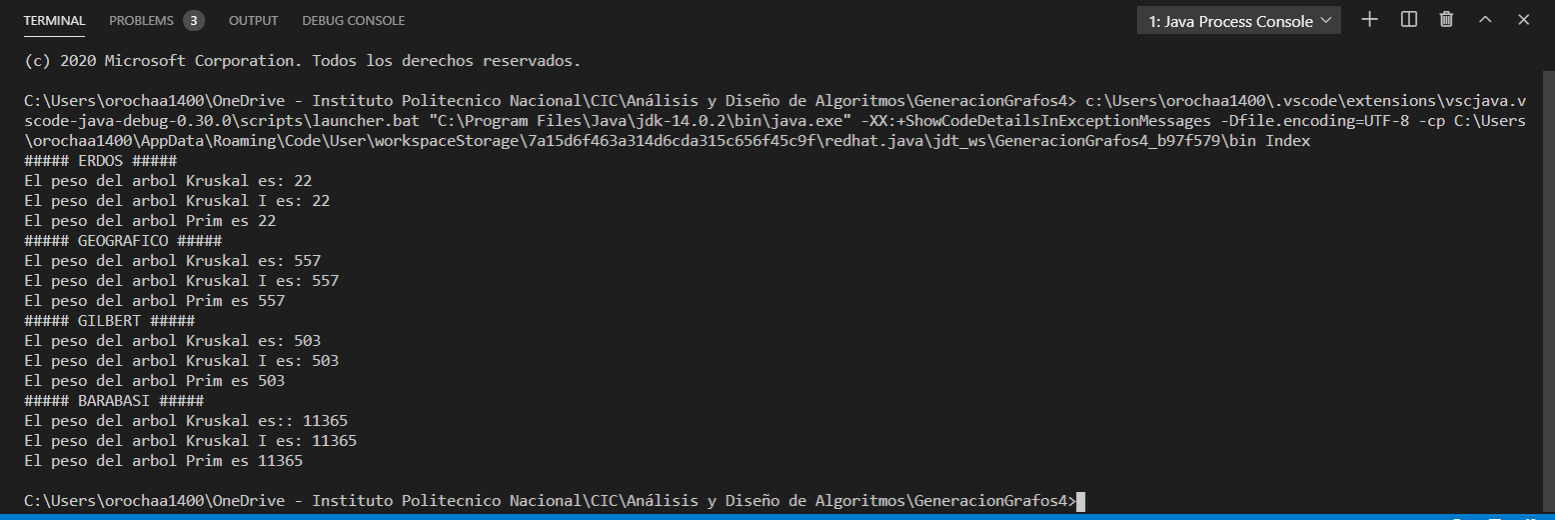 TERMINAL PROBLEMS 3 OUTPUT DEBUG CONSOLE 1: Java Process Console
(c) 2020 Microsoft Corporation. Todos los derechos reservados.
C:\Users\orochaa1400\OneDrive - Instituto Politecnico Nacional\CIC\Análisis y Diseño de Algoritmos\GeneracionGrafos4> c:\Users\orochaa1400\.vscode\extensions\vscjava.v
scode-java-debug-0.30.0\scripts\launcher.bat "C:\Program Files\Java\jdk-14.0.2\bin\java.exe" -XX:+ShowCodeDetailsInExceptionMessages -Dfile.encoding=UTF-8 -cp C:\Users
\orochaa1400\AppData\Roaming\Code\User\workspaceStorage\7a15d6f463a314d6cda315c656f45c9f\redhat.java\jdt_ws\GeneracionGrafos4_b97f579\bin Index
##### ERDOS #####
El peso del arbol Kruskal es: 22
El peso del arbol Kruskal I es: 22
El peso del arbol Prim es 22
##### GEOGRAFICO #####
El peso del arbol Kruskal es: 557
El peso del arbol Kruskal I es: 557
El peso del arbol Prim es 557
##### GILBERT #####
El peso del arbol Kruskal es: 503
El peso del arbol Kruskal I es: 503
El peso del arbol Prim es 503
##### BARABASI #####
El peso del arbol Kruskal es:: 11365
El peso del arbol Kruskal I es: 11365
El peso del arbol Prim es 11365
C:\Users\orochaa1400\OneDrive - Instituto Politecnico Nacional\CIC\Análisis y Diseño de Algoritmos\GeneracionGrafos4>